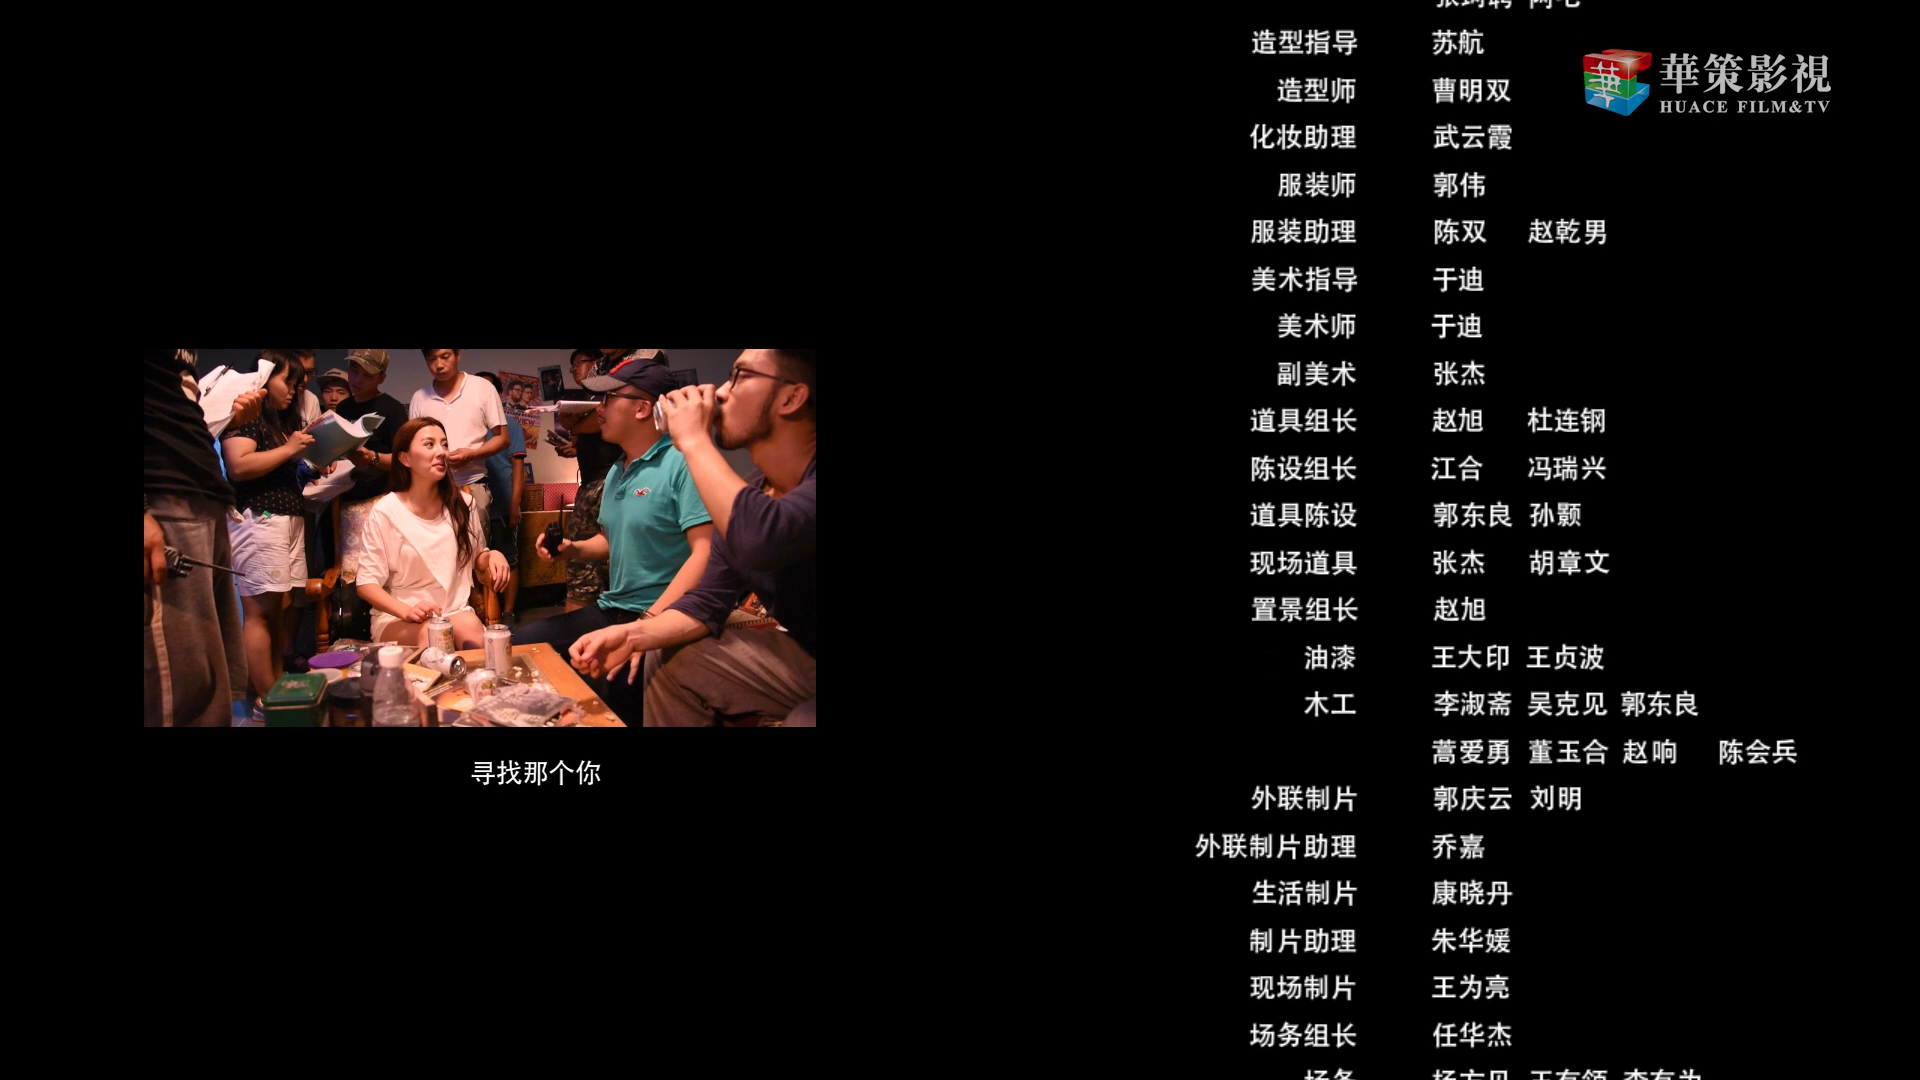 造型指导 苏航
造型师 曹明双
化妆助理 武云霞
服装师 郭伟
服装助理 陈双 赵乾男
美术指导 于迪
美术师 于迪
副美术 张杰
道具组长 赵旭 杜连钢
陈设组长 江合 冯瑞兴
道具陈设 郭东良 孙颢
现场道具 张杰 胡章文
置景组长 赵旭
油漆 王大印 王贞波
木工 李淑斋 吴克见 郭东良
蒿爱勇 董玉合 赵响 陈会兵
外联制片 郭庆云 刘明
外联制片助理 乔嘉
生活制片 康晓丹
制片助理 朱华媛
现场制片 王为亮
场务组长 任华杰
華策影視
HUACE FILM&TV
寻找那个你